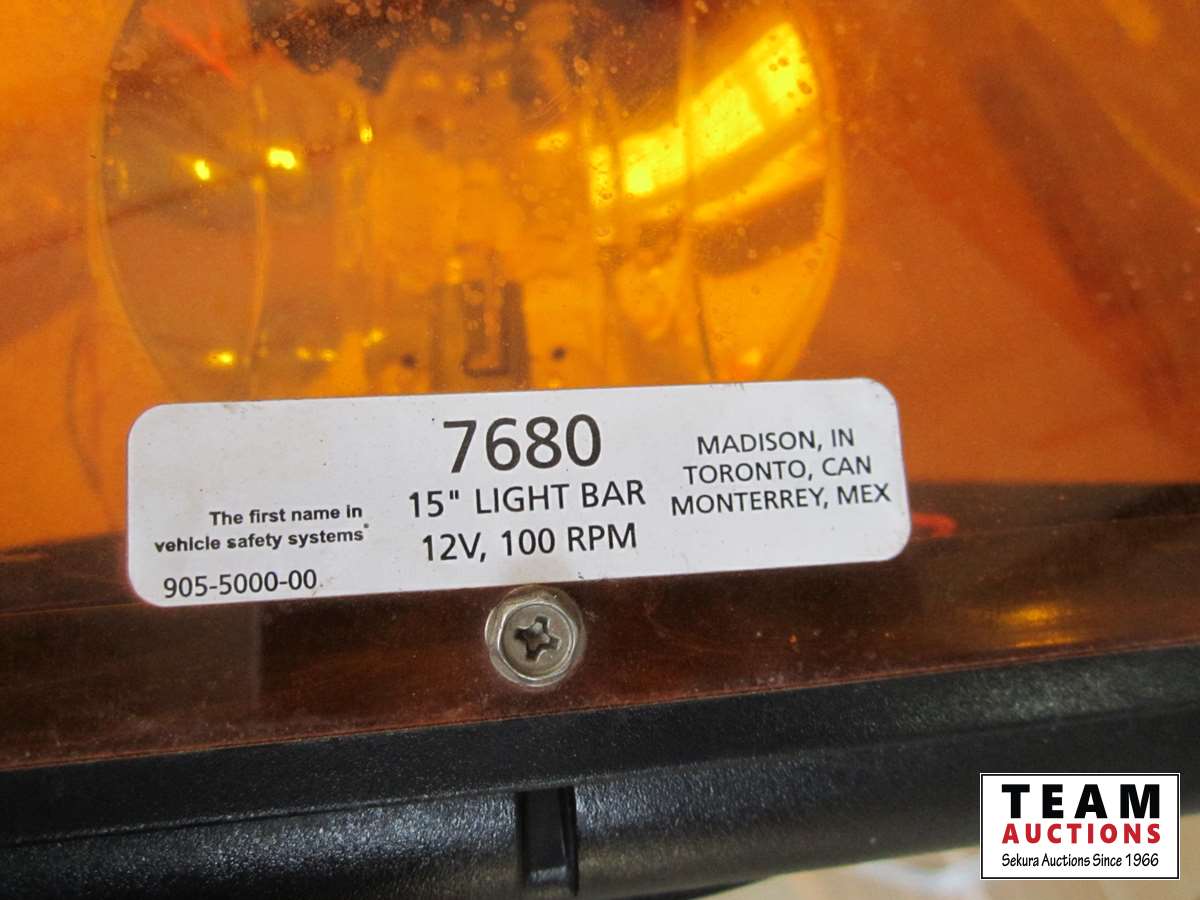 7680
15" LIGHT BAR
12V, 100 RPM
The first name in
vehicle safety systems®
905-5000-00
MADISON, IN
TORONTO, CAN
MONTERREY, MEX
TEAM
AUCTIONS
Sekura Auctions Since 1966